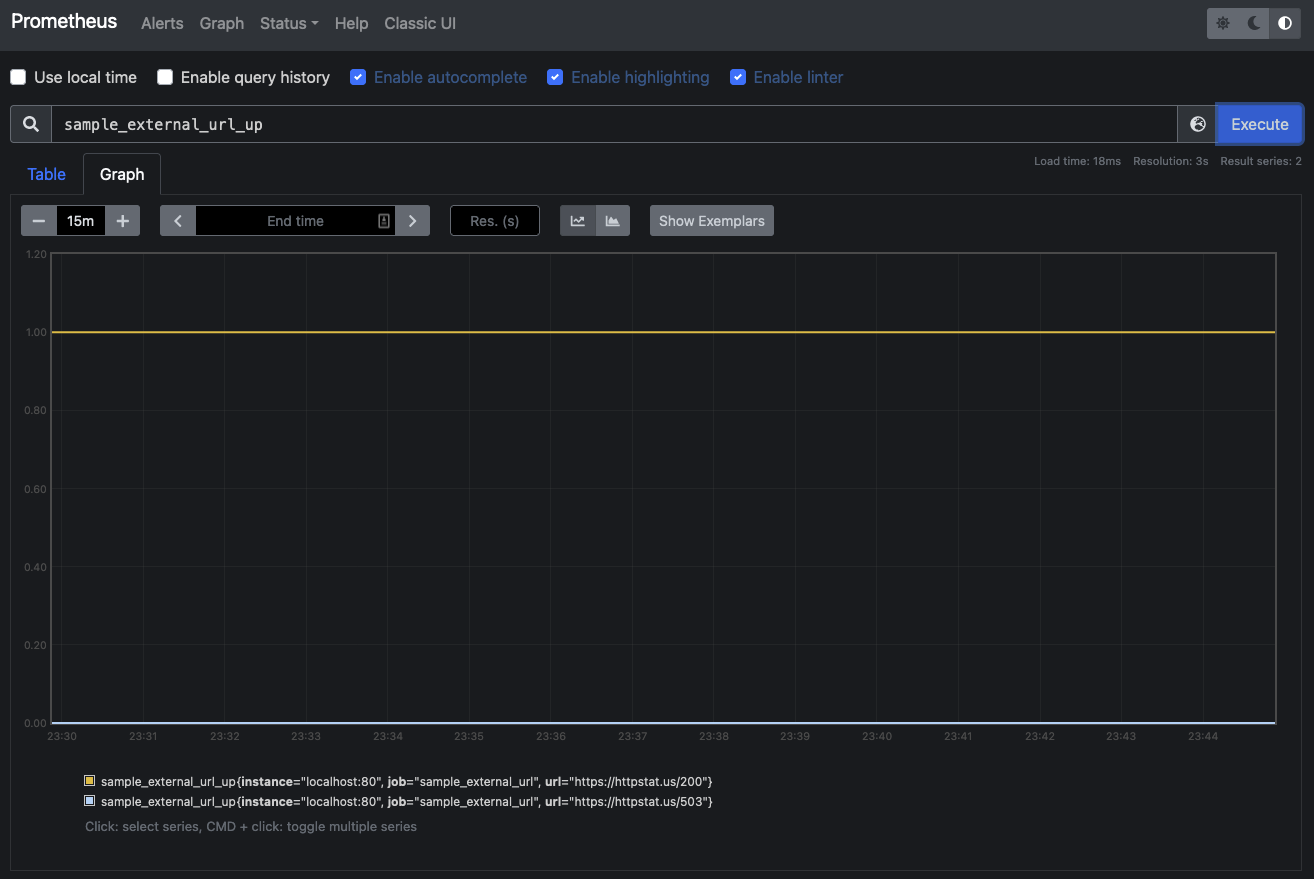 Prometheus Alerts Graph Status Help Classic UI
Use local time Enable query history Enable autocomplete Enable highlighting Enable linter
sample_external_url_up Execute
Load time: 18ms Resolution: 3s Result series: 2
Table Graph
15m End time Res. (s) Show Exemplars
1.20
1.00
0.80
0.60
0.40
0.20
0.00
23:30 23:31 23:32 23:33 23:34 23:35 23:36 23:37 23:38 23:39 23:40 23:41 23:42 23:43 23:44
sample_external_url_up{instance="localhost:80", job="sample_external_url", url="https://httpstat.us/200"}
sample_external_url_up{instance="localhost:80", job="sample_external_url", url="https://httpstat.us/503"}
Click: select series, CMD + click: toggle multiple series